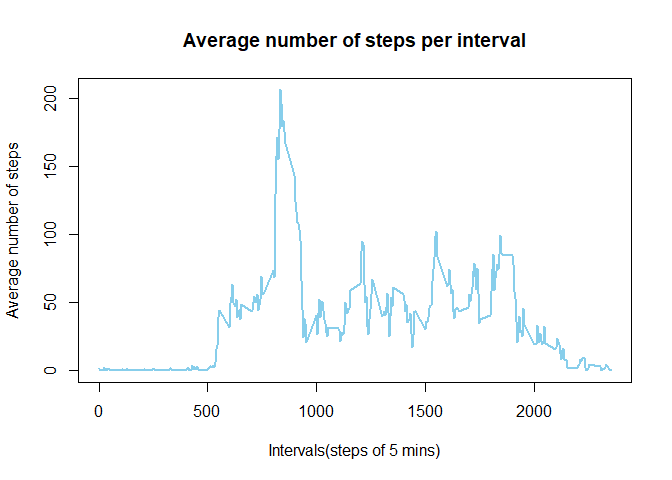 Average number of steps per interval
Average number of steps
200
150
100
50
0
0 500 1000 1500 2000
Intervals(steps of 5 mins)